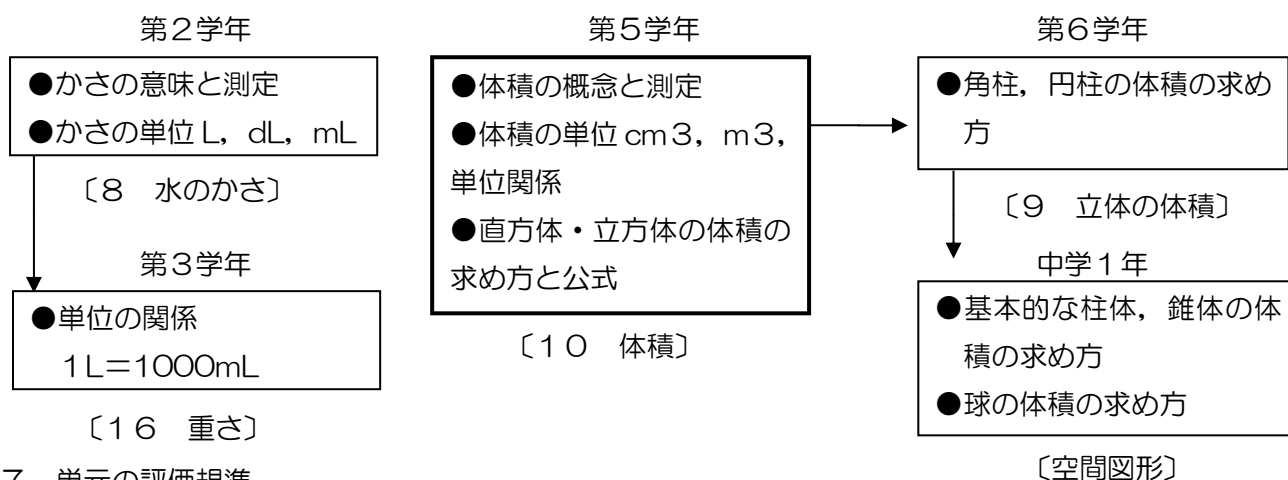 第2学年
●かさの意味と測定
●かさの単位L，dL，mL
〔8　水のかさ〕
第3学年
●単位の関係
1L＝1000mL
〔16　重さ〕
第5学年
●体積の概念と測定
●体積の単位cm3，m3，
単位関係
●直方体・立方体の体積の
求め方と公式
〔10　体積〕
第6学年
●角柱，円柱の体積の求め
方
〔9　立体の体積〕
中学1年
●基本的な柱体，錐体の体
積の求め方
●球の体積の求め方
〔空間図形〕
7　単元の評価規準